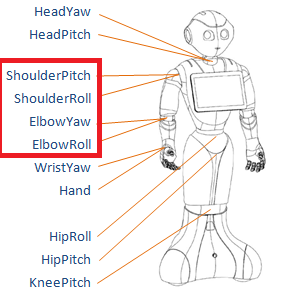 HeadYaw
HeadPitch
ShoulderPitch
ShoulderRoll
ElbowYaw
ElbowRoll
WristYaw
Hand
HipRoll
HipPitch
KneePitch